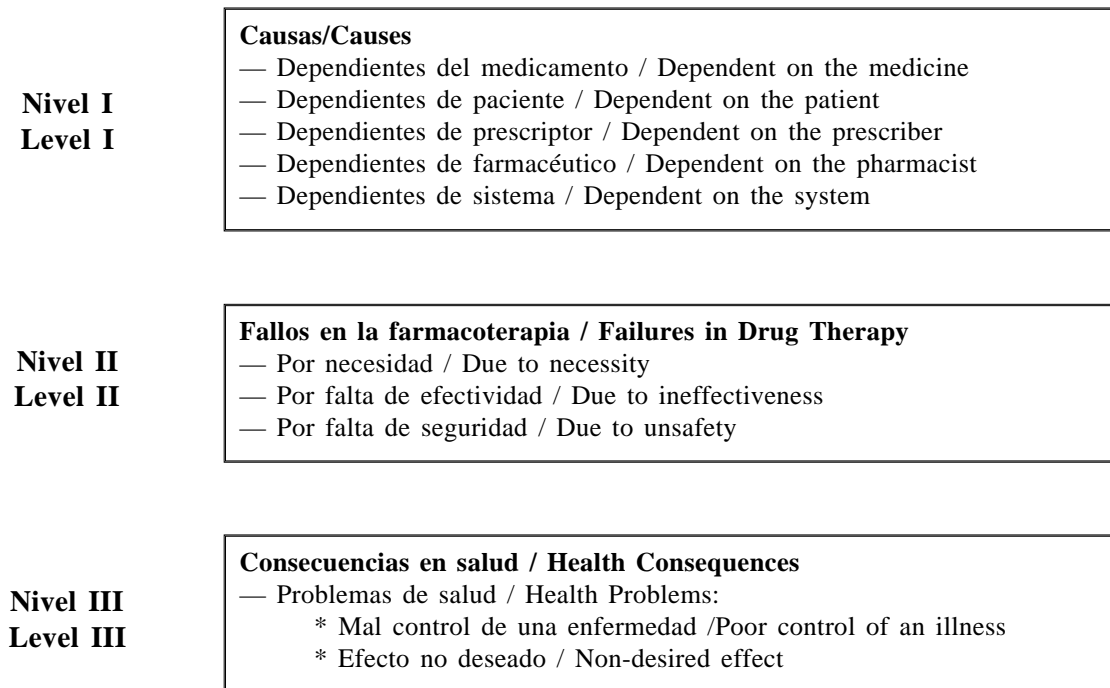 Nivel I
Level I
Causas/Causes
— Dependientes del medicamento / Dependent on the medicine
— Dependientes de paciente / Dependent on the patient
— Dependientes de prescriptor / Dependent on the prescriber
— Dependientes de farmacéutico / Dependent on the pharmacist
— Dependientes de sistema / Dependent on the system
Nivel II
Level II
Fallos en la farmacoterapia / Failures in Drug Therapy
— Por necesidad / Due to necessity
— Por falta de efectividad / Due to ineffectiveness
— Por falta de seguridad / Due to unsafety
Nivel III
Level III
Consecuencias en salud / Health Consequences
— Problemas de salud / Health Problems:
* Mal control de una enfermedad /Poor control of an illness
* Efecto no deseado / Non-desired effect